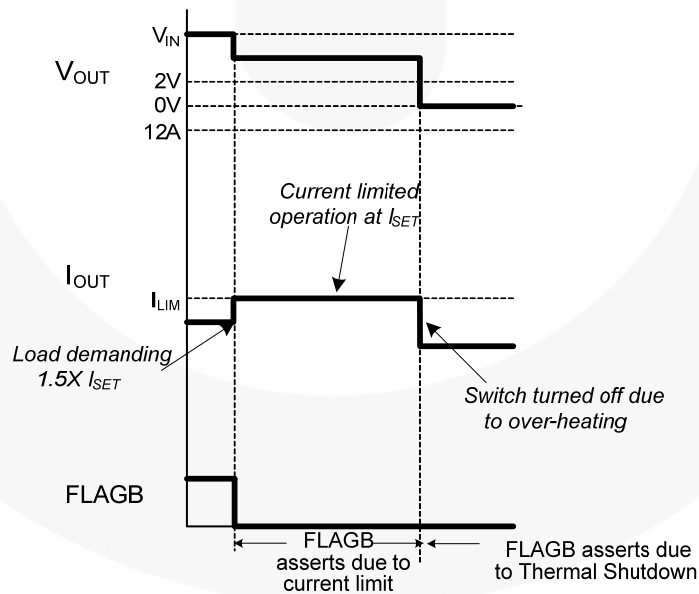 VIN
VOUT
2V
0V
12A
Current limited
operation at ISET
IOUT
ILIM
Load demanding
1.5X ISET
Switch turned off due
to over-heating
FLAGB
FLAGB
asserts due to
current limit
FLAGB asserts due
to Thermal Shutdown